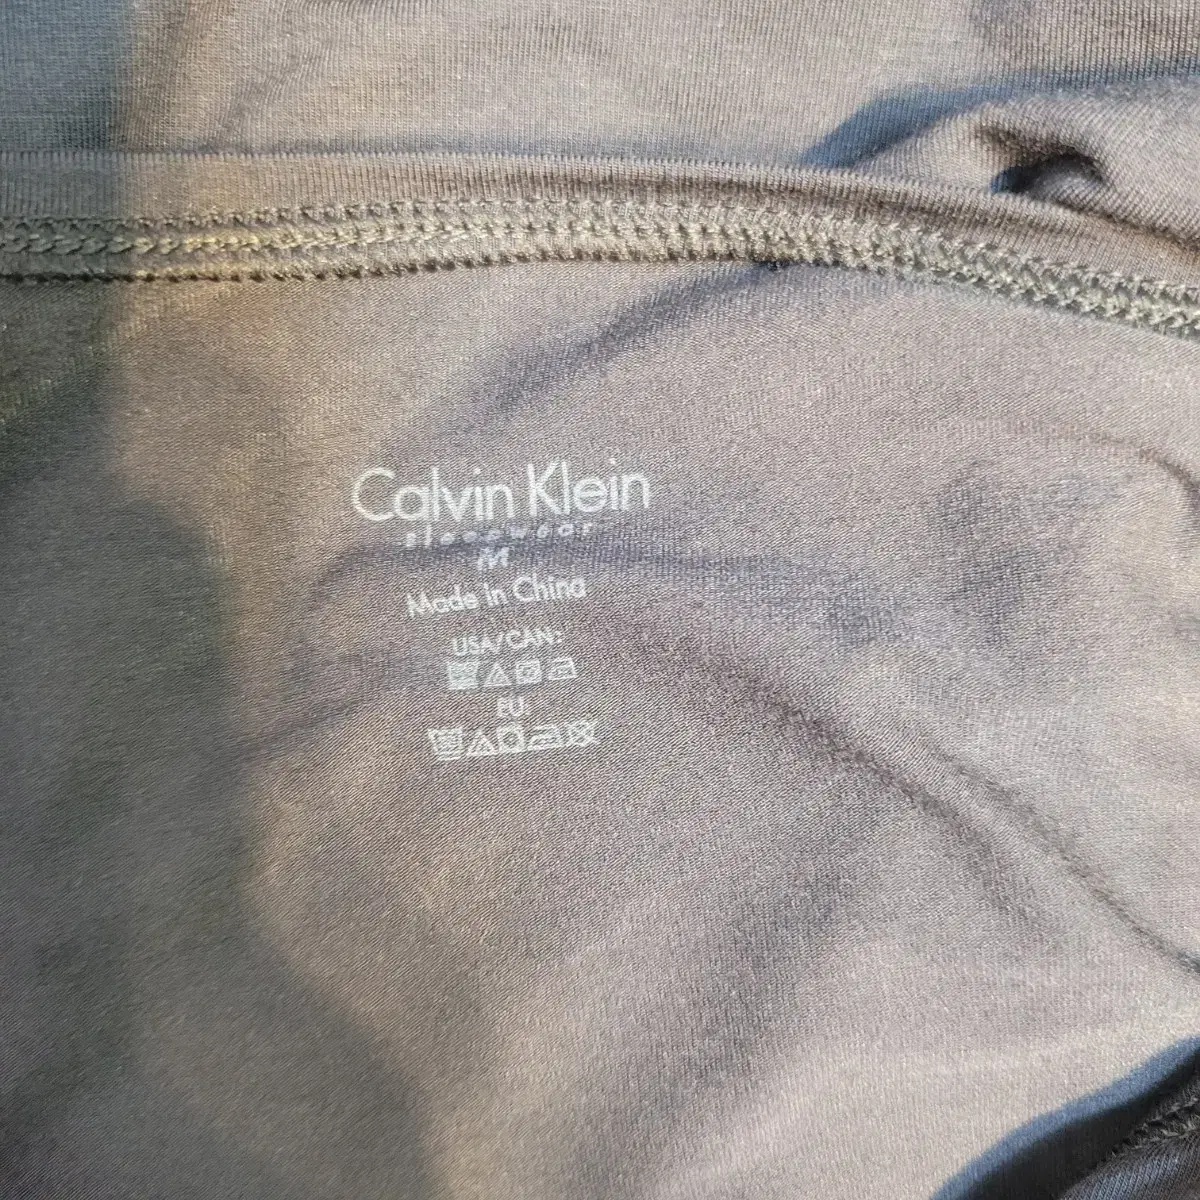 Calvin Klein
sleepwear
M
Made in China
USA/CAN:
EU: